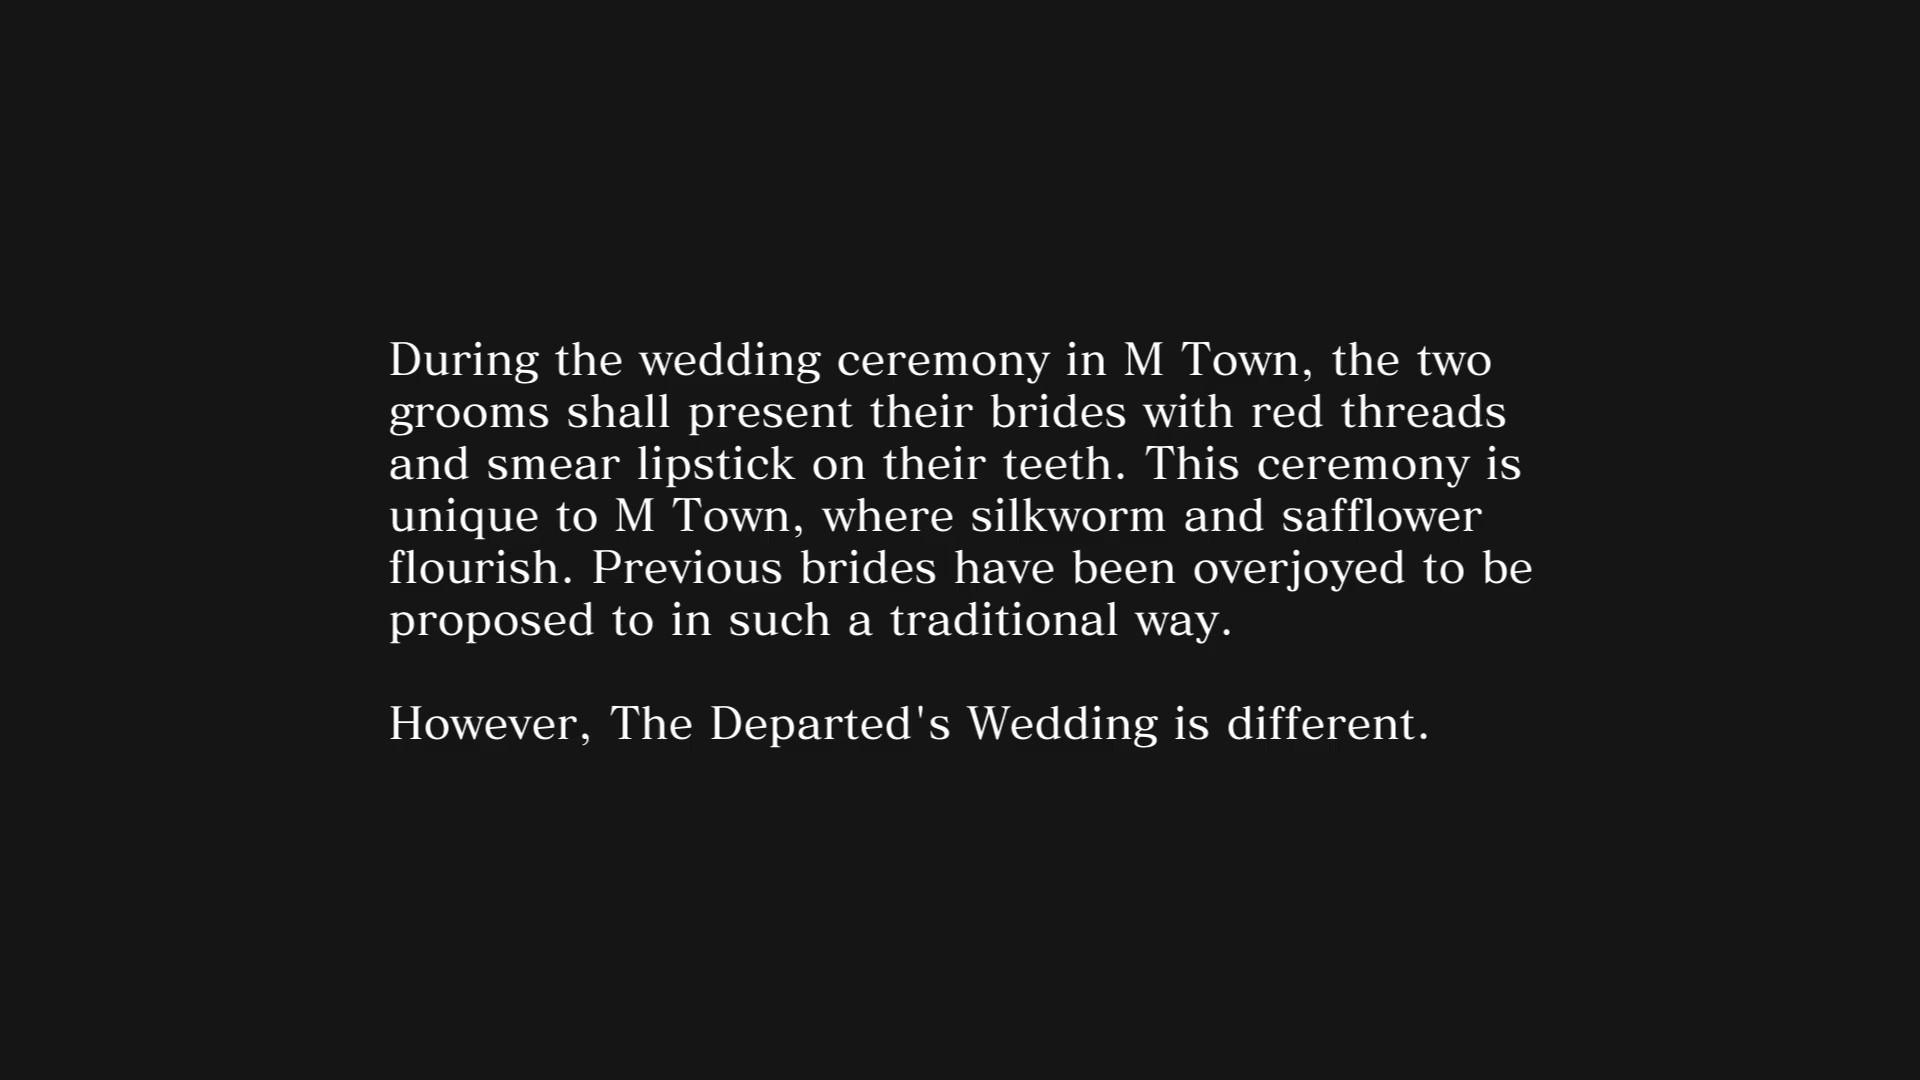 During the wedding ceremony in M Town, the two
grooms shall present their brides with red threads
and smear lipstick on their teeth. This ceremony is
unique to M Town, where silkworm and safflower
flourish. Previous brides have been overjoyed to be
proposed to in such a traditional way.
However, The Departed's Wedding is different.